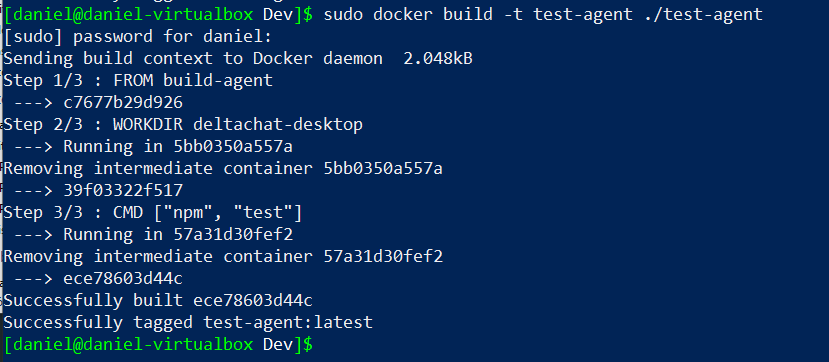 [daniel@daniel-virtualbox Dev]$ sudo docker build -t test-agent ./test-agent
[sudo] password for daniel:
Sending build context to Docker daemon  2.048kB
Step 1/3 : FROM build-agent
 ---> c7677b29d926
Step 2/3 : WORKDIR deltachat-desktop
 ---> Running in 5bb0350a557a
Removing intermediate container 5bb0350a557a
 ---> 39f03322f517
Step 3/3 : CMD ["npm", "test"]
 ---> Running in 57a31d30fef2
Removing intermediate container 57a31d30fef2
 ---> ece78603d44c
Successfully built ece78603d44c
Successfully tagged test-agent:latest
[daniel@daniel-virtualbox Dev]$